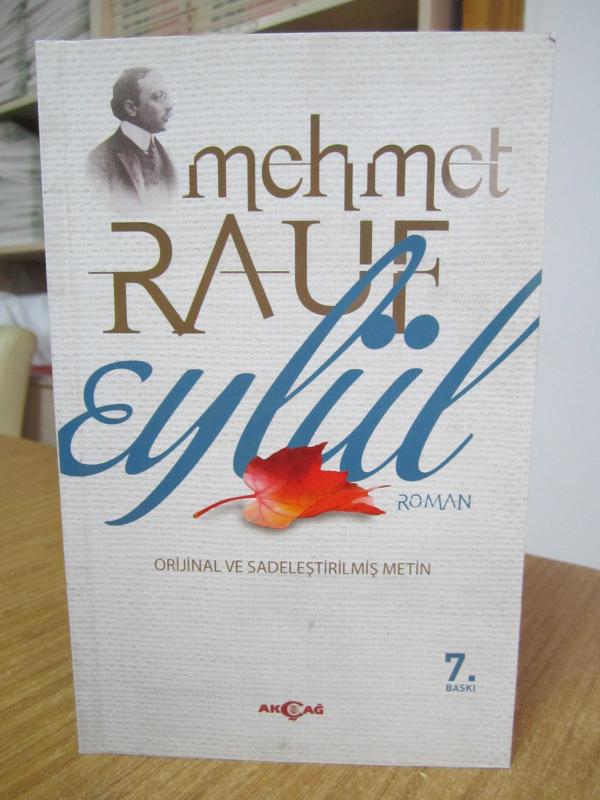 mehmet
RAUF
eylül
ROMAN
ORİJİNAL VE SADELEŞTİRİLMİŞ METİN
7.
BASKI
AKÇAĞ